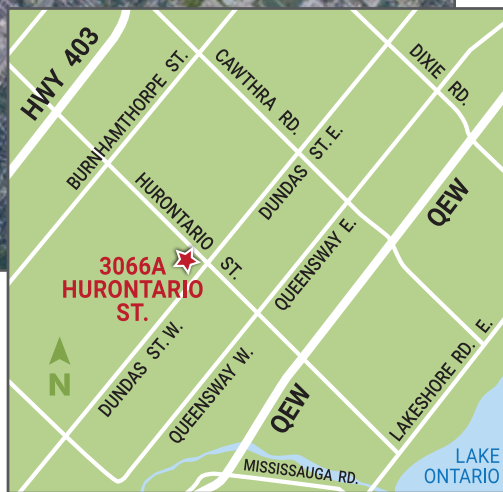 HWY 403
BURNHAMTHORPE ST.
CAWTHRA RD.
DIXIE RD.
DUNDAS ST. E.
HURONTARIO ST.
QUEENSWAY E.
QEW
3066A
HURONTARIO
ST.
N
DUNDAS ST. W.
QUEENSWAY W.
QEW
LAKESHORE RD. E.
MISSISSAUGA RD.
LAKE
ONTARIO